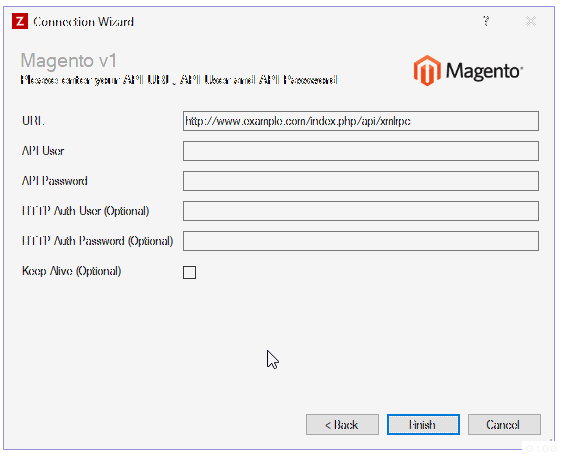 Z Connection Wizard ?
Magento v1
Please enter your API URL, API User and API Password
Magento
URL http://www.example.com/index.php/api/xmlrpc
API User
API Password
HTTP Auth User (Optional)
HTTP Auth Password (Optional)
Keep Alive (Optional)
< Back Finish Cancel